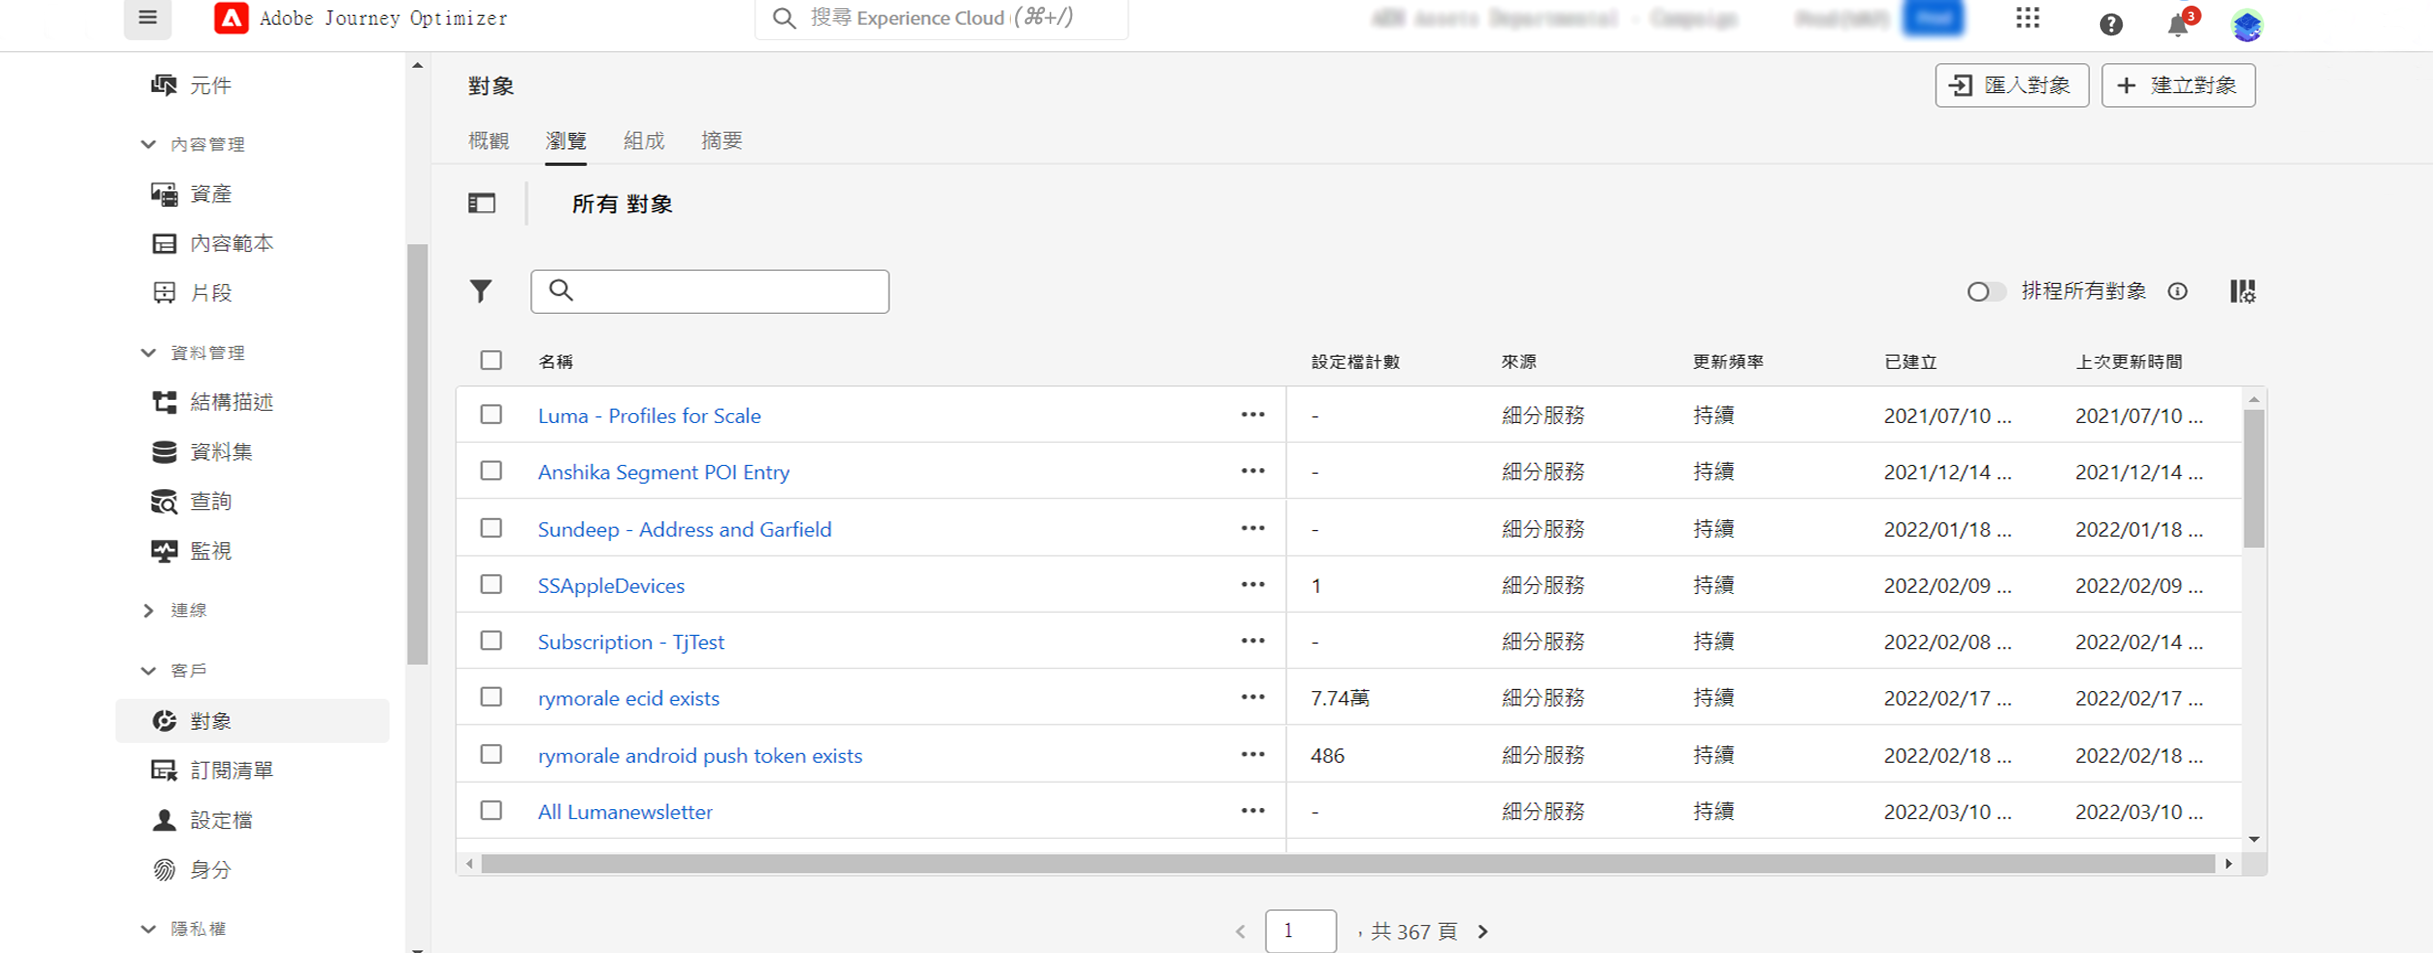 Adobe Journey Optimizer
搜尋 Experience Cloud (⌘+/)
3
元件
內容管理
資產
內容範本
片段
資料管理
結構描述
資料集
查詢
監視
連線
客戶
對象
訂閱清單
設定檔
身分
隱私權
對象
匯入對象
建立對象
概觀 瀏覽 組成 摘要
所有 對象
排程所有對象
名稱 設定檔計數 來源 更新頻率 已建立 上次更新時間
Luma - Profiles for Scale ••• - 細分服務 持續 2021/07/10 ... 2021/07/10 ...
Anshika Segment POI Entry ••• - 細分服務 持續 2021/12/14 ... 2021/12/14 ...
Sundeep - Address and Garfield ••• - 細分服務 持續 2022/01/18 ... 2022/01/18 ...
SSAppleDevices ••• 1 細分服務 持續 2022/02/09 ... 2022/02/09 ...
Subscription - TjTest ••• - 細分服務 持續 2022/02/08 ... 2022/02/14 ...
rymorale ecid exists ••• 7.74萬 細分服務 持續 2022/02/17 ... 2022/02/17 ...
rymorale android push token exists ••• 486 細分服務 持續 2022/02/18 ... 2022/02/18 ...
All Lumanewsletter ••• - 細分服務 持續 2022/03/10 ... 2022/03/10 ...
1 ，共 367 頁